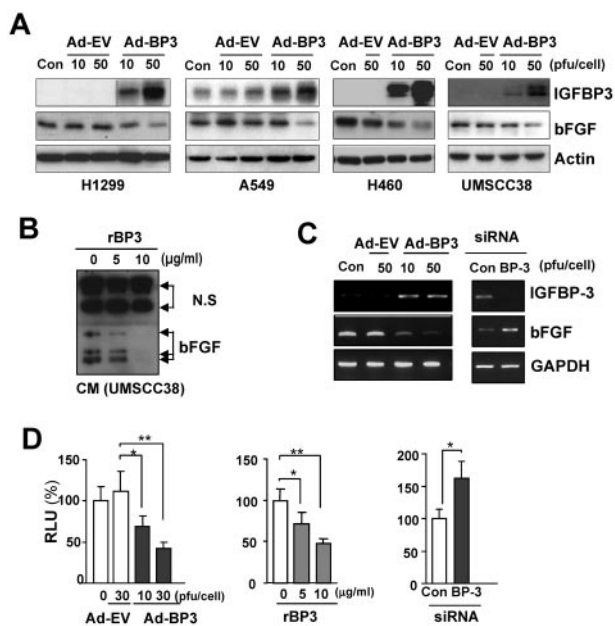 A
Ad-EV Ad-BP3 Ad-EV Ad-BP3 Ad-EV Ad-BP3 Ad-EV Ad-BP3
Con 10 50 10 50 Con 10 50 10 50 Con 50 10 50 Con 50 10 50 (pfu/cell)
IGFBP3
bFGF
Actin
H1299 A549 H460 UMSCC38
B
rBP3
0 5 10 (μg/ml)
N.S
bFGF
CM (UMSCC38)
C
Ad-EV Ad-BP3 siRNA
Con 50 10 50 Con BP-3 (pfu/cell)
IGFBP-3
bFGF
GAPDH
D
RLU (%)
150
100
50
0 30 10 30 (pfu/cell)
Ad-EV Ad-BP3
* **
150
100
50
0 5 10 (μg/ml)
rBP3
* **
200
150
100
50
0
Con BP-3
siRNA
*